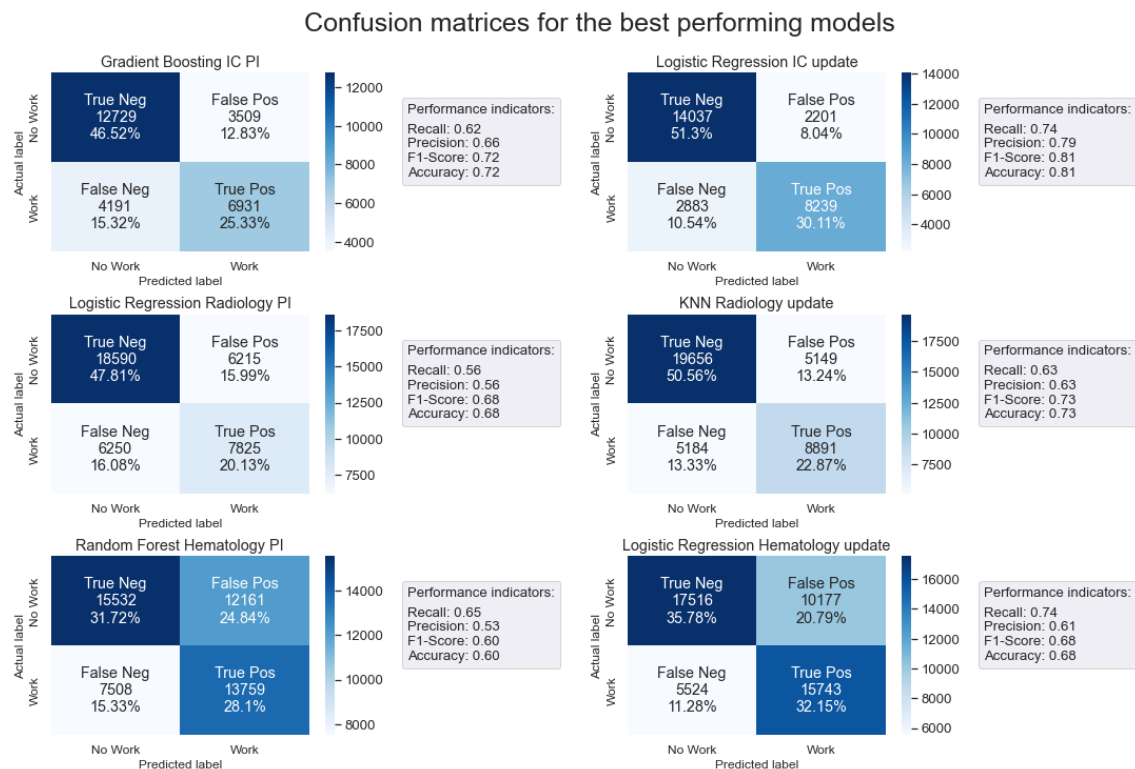 Confusion matrices for the best performing models
Gradient Boosting IC PI
Actual label
No Work
Work
True Neg
12729
46.52%
False Pos
3509
12.83%
False Neg
4191
15.32%
True Pos
6931
25.33%
No Work
Work
Predicted label
12000
10000
8000
6000
4000
Performance indicators:
Recall: 0.62
Precision: 0.66
F1-Score: 0.72
Accuracy: 0.72
Logistic Regression IC update
Actual label
No Work
Work
True Neg
14037
51.3%
False Pos
2201
8.04%
False Neg
2883
10.54%
True Pos
8239
30.11%
No Work
Work
Predicted label
14000
12000
10000
8000
6000
4000
Performance indicators:
Recall: 0.74
Precision: 0.79
F1-Score: 0.81
Accuracy: 0.81
Logistic Regression Radiology PI
Actual label
No Work
Work
True Neg
18590
47.81%
False Pos
6215
15.99%
False Neg
6250
16.08%
True Pos
7825
20.13%
No Work
Work
Predicted label
17500
15000
12500
10000
7500
Performance indicators:
Recall: 0.56
Precision: 0.56
F1-Score: 0.68
Accuracy: 0.68
KNN Radiology update
Actual label
No Work
Work
True Neg
19656
50.56%
False Pos
5149
13.24%
False Neg
5184
13.33%
True Pos
8891
22.87%
No Work
Work
Predicted label
17500
15000
12500
10000
7500
Performance indicators:
Recall: 0.63
Precision: 0.63
F1-Score: 0.73
Accuracy: 0.73
Random Forest Hematology PI
Actual label
No Work
Work
True Neg
15532
31.72%
False Pos
12161
24.84%
False Neg
7508
15.33%
True Pos
13759
28.1%
No Work
Work
Predicted label
14000
12000
10000
8000
Performance indicators:
Recall: 0.65
Precision: 0.53
F1-Score: 0.60
Accuracy: 0.60
Logistic Regression Hematology update
Actual label
No Work
Work
True Neg
17516
35.78%
False Pos
10177
20.79%
False Neg
5524
11.28%
True Pos
15743
32.15%
No Work
Work
Predicted label
16000
14000
12000
10000
8000
6000
Performance indicators:
Recall: 0.74
Precision: 0.61
F1-Score: 0.68
Accuracy: 0.68